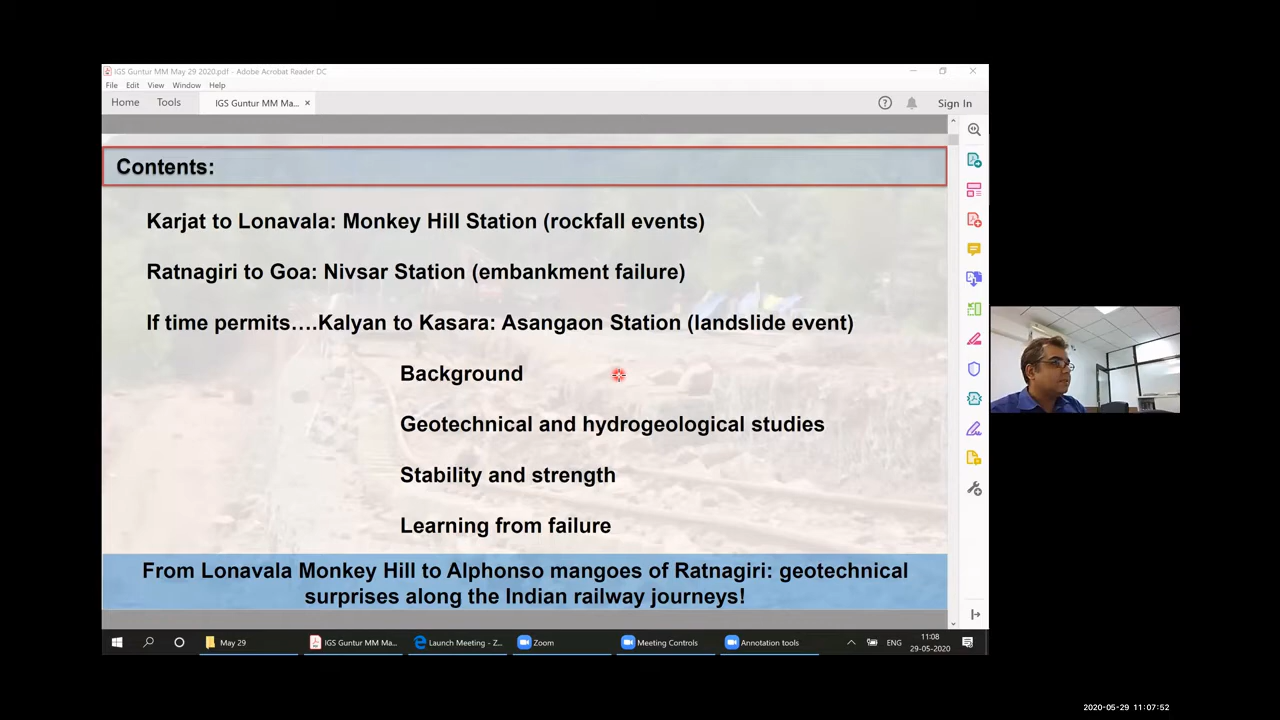 IGS Guntur MM May 29 2020.pdf - Adobe Acrobat Reader DC
File Edit View Window Help
Home Tools IGS Guntur MM Ma... × Sign In
Contents:
Karjat to Lonavala: Monkey Hill Station (rockfall events)
Ratnagiri to Goa: Nivsar Station (embankment failure)
If time permits....Kalyan to Kasara: Asangaon Station (landslide event)
Background
Geotechnical and hydrogeological studies
Stability and strength
Learning from failure
From Lonavala Monkey Hill to Alphonso mangoes of Ratnagiri: geotechnical
surprises along the Indian railway journeys!
May 29 IGS Guntur MM Ma... Launch Meeting - Z... Zoom Meeting Controls Annotation tools ENG 11:08
29-05-2020
2020-05-29 11:07:52